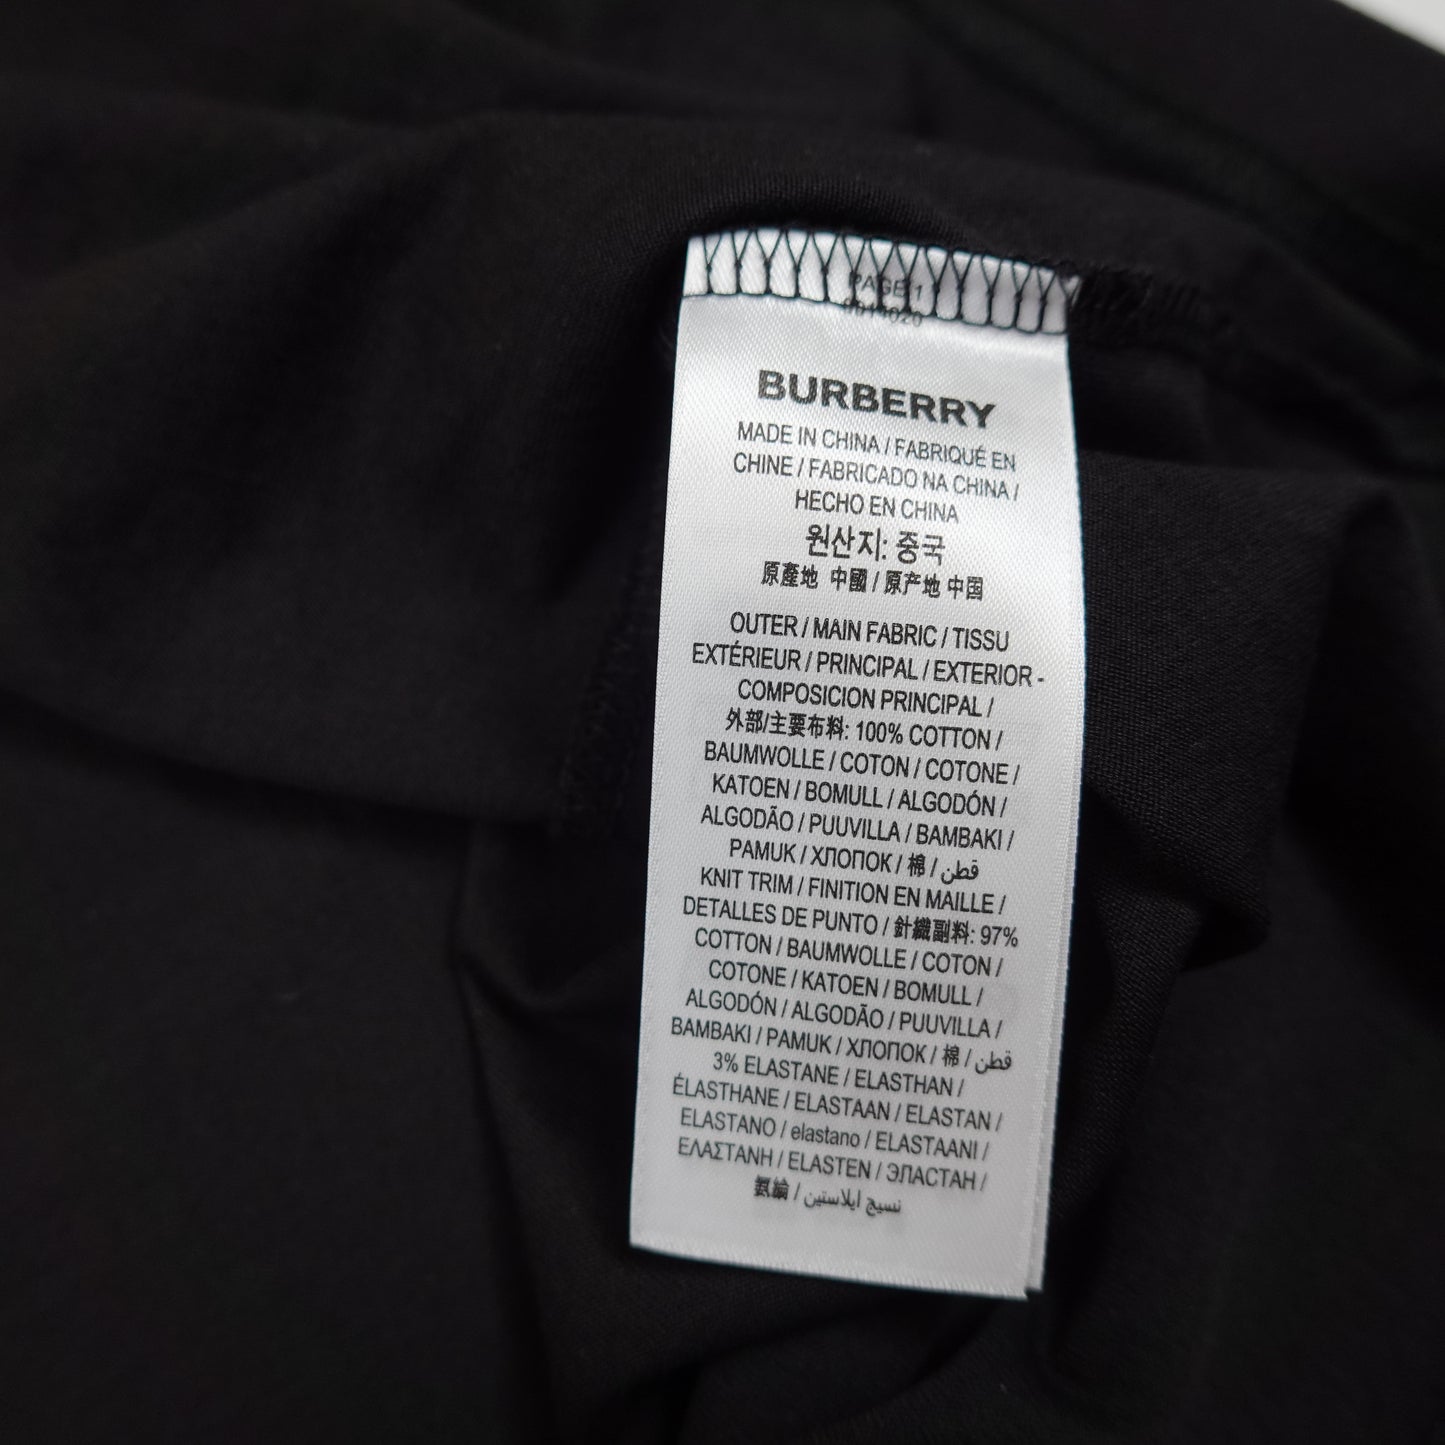 PAGE 1
BURBERRY
MADE IN CHINA / FABRIQUÉ EN
CHINE / FABRICADO NA CHINA /
HECHO EN CHINA
원산지: 중국
原產地 中國 / 原产地 中国
OUTER / MAIN FABRIC / TISSU
EXTÉRIEUR / PRINCIPAL / EXTERIOR -
COMPOSICION PRINCIPAL /
外部/主要布料: 100% COTTON /
BAUMWOLLE / COTON / COTONE /
KATOEN / BOMULL / ALGODÓN /
ALGODÃO / PUUVILLA / BAMBAKI /
PAMUK / ХЛОПОК / 棉 / قطن
KNIT TRIM / FINITION EN MAILLE /
DETALLES DE PUNTO / 針織副料: 97%
COTTON / BAUMWOLLE / COTON /
COTONE / KATOEN / BOMULL /
ALGODÓN / ALGODÃO / PUUVILLA /
BAMBAKI / PAMUK / ХЛОПОК / 棉 / قطن
3% ELASTANE / ELASTHAN /
ÉLASTHANE / ELASTAAN / ELASTAN /
ELASTANO / elastano / ELASTAANI /
ΕΛΑΣΤΑΝΗ / ELASTEN / ЭЛАСТАН /
氨綸 / نسيج ايلاستين